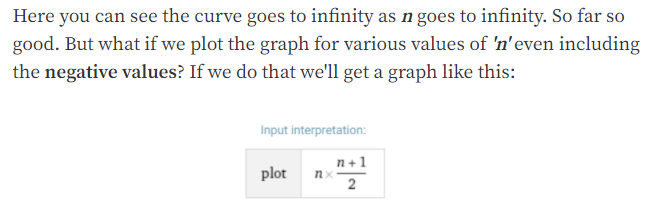 Here you can see the curve goes to infinity as n goes to infinity. So far so
good. But what if we plot the graph for various values of 'n' even including
the negative values? If we do that we'll get a graph like this:
Input interpretation:
plot n × (n + 1)/2